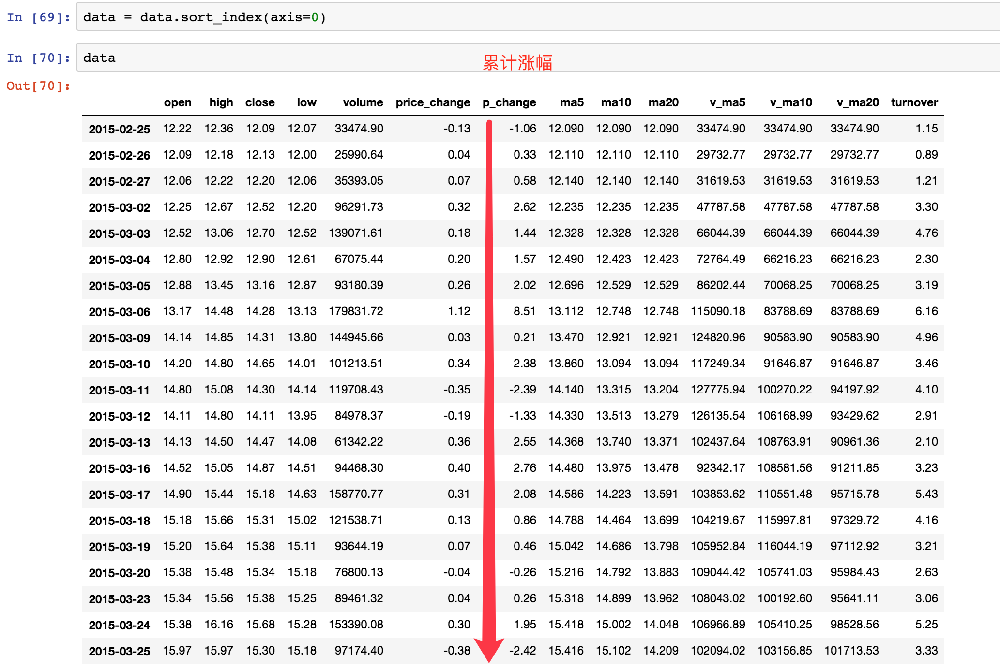 In [69]: data = data.sort_index(axis=0)
In [70]: data
累计涨幅
Out[70]:
open high close low volume price_change p_change ma5 ma10 ma20 v_ma5 v_ma10 v_ma20 turnover
2015-02-25 12.22 12.36 12.09 12.07 33474.90 -0.13 -1.06 12.090 12.090 12.090 33474.90 33474.90 33474.90 1.15
2015-02-26 12.09 12.18 12.13 12.00 25990.64 0.04 0.33 12.110 12.110 12.110 29732.77 29732.77 29732.77 0.89
2015-02-27 12.06 12.22 12.20 12.06 35393.05 0.07 0.58 12.140 12.140 12.140 31619.53 31619.53 31619.53 1.21
2015-03-02 12.25 12.67 12.52 12.20 96291.73 0.32 2.62 12.235 12.235 12.235 47787.58 47787.58 47787.58 3.30
2015-03-03 12.52 13.06 12.70 12.52 139071.61 0.18 1.44 12.328 12.328 12.328 66044.39 66044.39 66044.39 4.76
2015-03-04 12.80 12.92 12.90 12.61 67075.44 0.20 1.57 12.490 12.423 12.423 72764.49 66216.23 66216.23 2.30
2015-03-05 12.88 13.45 13.16 12.87 93180.39 0.26 2.02 12.696 12.529 12.529 86202.44 70068.25 70068.25 3.19
2015-03-06 13.17 14.48 14.28 13.13 179831.72 1.12 8.51 13.112 12.748 12.748 115090.18 83788.69 83788.69 6.16
2015-03-09 14.14 14.85 14.31 13.80 144945.66 0.03 0.21 13.470 12.921 12.921 124820.96 90583.90 90583.90 4.96
2015-03-10 14.20 14.80 14.65 14.01 101213.51 0.34 2.38 13.860 13.094 13.094 117249.34 91646.87 91646.87 3.46
2015-03-11 14.80 15.08 14.30 14.14 119708.43 -0.35 -2.39 14.140 13.315 13.204 127775.94 100270.22 94197.92 4.10
2015-03-12 14.11 14.80 14.11 13.95 84978.37 -0.19 -1.33 14.330 13.513 13.279 126135.54 106168.99 93429.62 2.91
2015-03-13 14.13 14.50 14.47 14.08 61342.22 0.36 2.55 14.368 13.740 13.371 102437.64 108763.91 90961.36 2.10
2015-03-16 14.52 15.05 14.87 14.51 94468.30 0.40 2.76 14.480 13.975 13.478 92342.17 108581.56 91211.85 3.23
2015-03-17 14.90 15.44 15.18 14.63 158770.77 0.31 2.08 14.586 14.223 13.591 103853.62 110551.48 95715.78 5.43
2015-03-18 15.18 15.66 15.31 15.02 121538.71 0.13 0.86 14.788 14.464 13.699 104219.67 115997.81 97329.72 4.16
2015-03-19 15.20 15.64 15.38 15.11 93644.19 0.07 0.46 15.042 14.686 13.798 105952.84 116044.19 97112.92 3.21
2015-03-20 15.38 15.48 15.34 15.18 76800.13 -0.04 -0.26 15.216 14.792 13.883 109044.42 105741.03 95984.43 2.63
2015-03-23 15.34 15.56 15.38 15.25 89461.32 0.04 0.26 15.318 14.899 13.962 108043.02 100192.60 95641.11 3.06
2015-03-24 15.38 16.16 15.68 15.28 153390.08 0.30 1.95 15.418 15.002 14.048 106966.89 105410.25 98528.56 5.25
2015-03-25 15.97 15.97 15.30 15.18 97174.40 -0.38 -2.42 15.416 15.102 14.209 102094.02 103156.85 101713.53 3.33